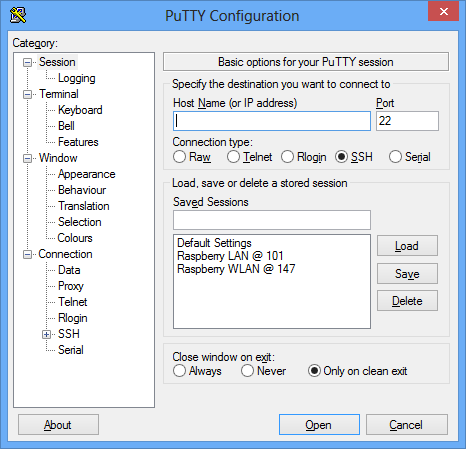 PuTTY Configuration
Category:
Session
Logging
Terminal
Keyboard
Bell
Features
Window
Appearance
Behaviour
Translation
Selection
Colours
Connection
Data
Proxy
Telnet
Rlogin
SSH
Serial
Basic options for your PuTTY session
Specify the destination you want to connect to
Host Name (or IP address) Port
22
Connection type:
Raw Telnet Rlogin SSH Serial
Load, save or delete a stored session
Saved Sessions
Default Settings
Raspberry LAN @ 101
Raspberry WLAN @ 147
Load
Save
Delete
Close window on exit:
Always Never Only on clean exit
About Open Cancel